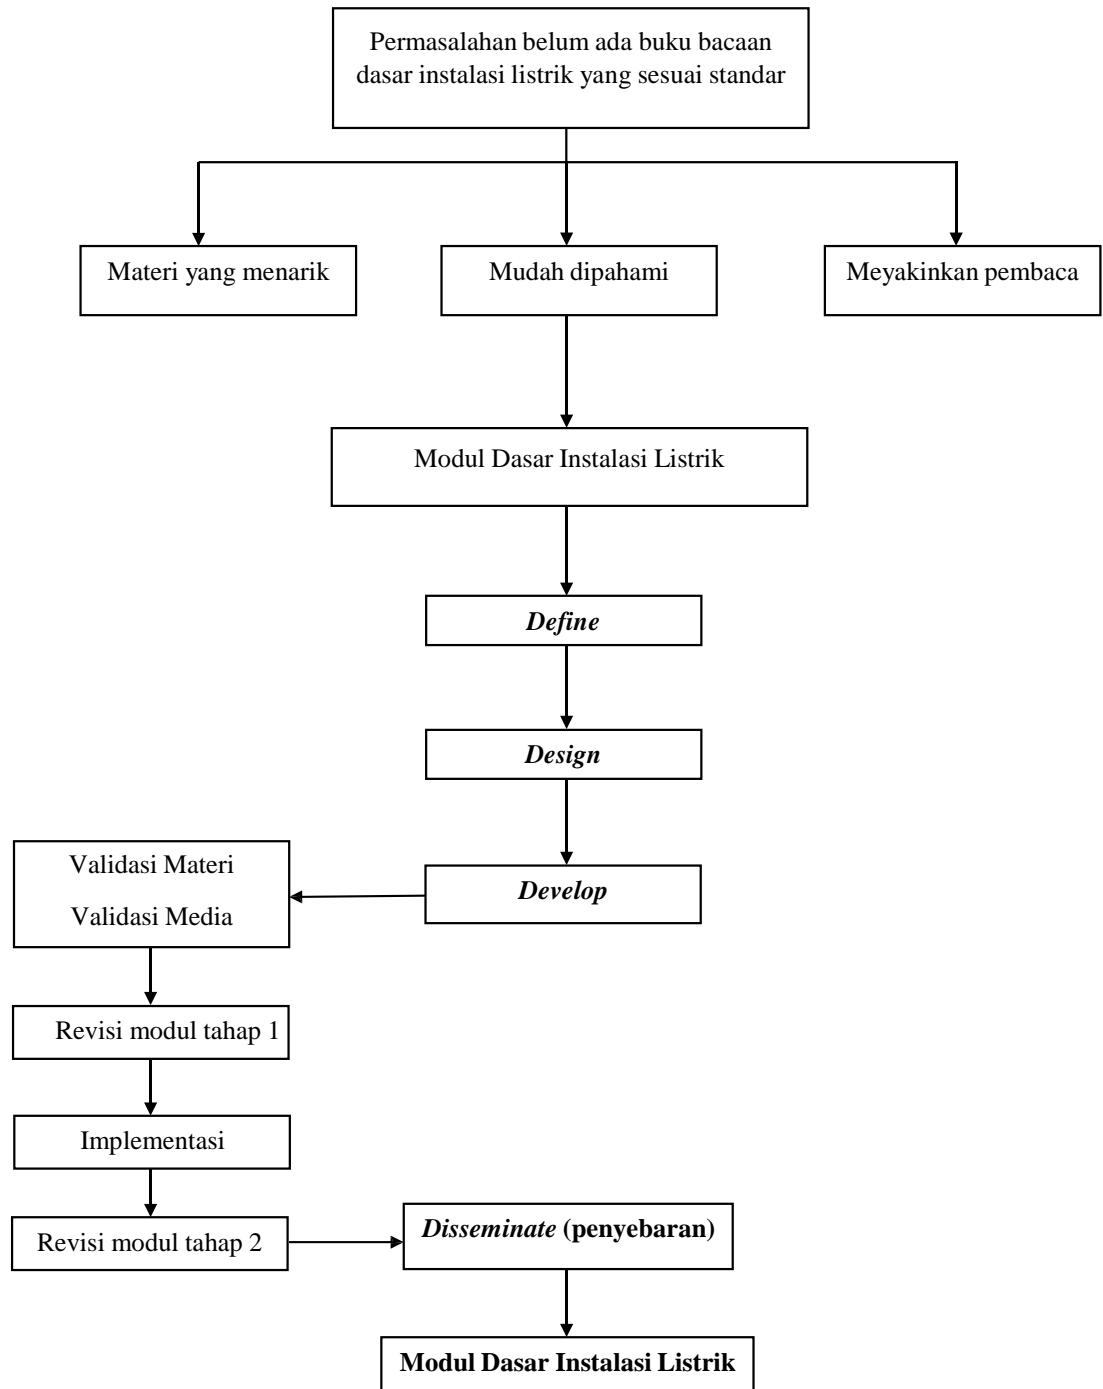 Permasalahan belum ada buku bacaan
dasar instalasi listrik yang sesuai standar
Materi yang menarik
Mudah dipahami
Meyakinkan pembaca
Modul Dasar Instalasi Listrik
Define
Design
Develop
Validasi Materi
Validasi Media
Revisi modul tahap 1
Implementasi
Revisi modul tahap 2
Disseminate (penyebaran)
Modul Dasar Instalasi Listrik